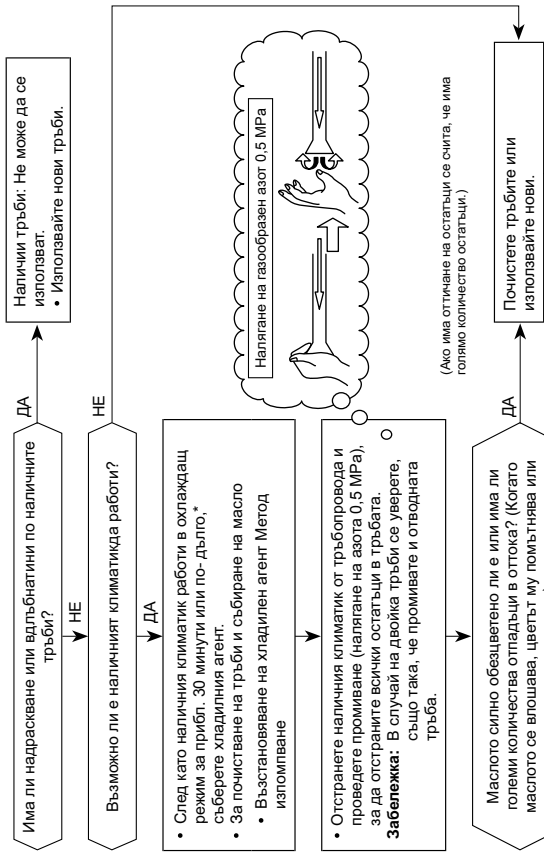 Има ли надраскване или вдлъбнатини по наличните
тръби?
ДА
Налични тръби: Не може да се
използват.
• Използвайте нови тръби.
НЕ
Възможно ли е наличният климатикда работи?
НЕ
ДА
• След като наличния климатик работи в охлаждащ
режим за прибл. 30 минути или по- дълго,*
съберете хладилния агент.
• За почистване на тръби и събиране на масло
• Възстановяване на хладилен агент Метод
изпомпване
Налягане на газообразен азот 0,5 MPa
• Отстранете наличния климатик от тръбопровода и
проведете промиване (налягане на азота 0,5 MPa),
за да отстраните всички остатъци в тръбата.
Забележка: В случай на двойка тръби се уверете,
също така, че промивате и отводната
тръба.
(Ако има оттичане на остатъци се счита, че има
голямо количество остатъци.)
Маслото силно обезцветено ли е или има ли
големи количества отпадъци в оттока? (Когато
маслото се влошава, цветът му помътнява или
ДА
Почистете тръбите или
използвайте нови.